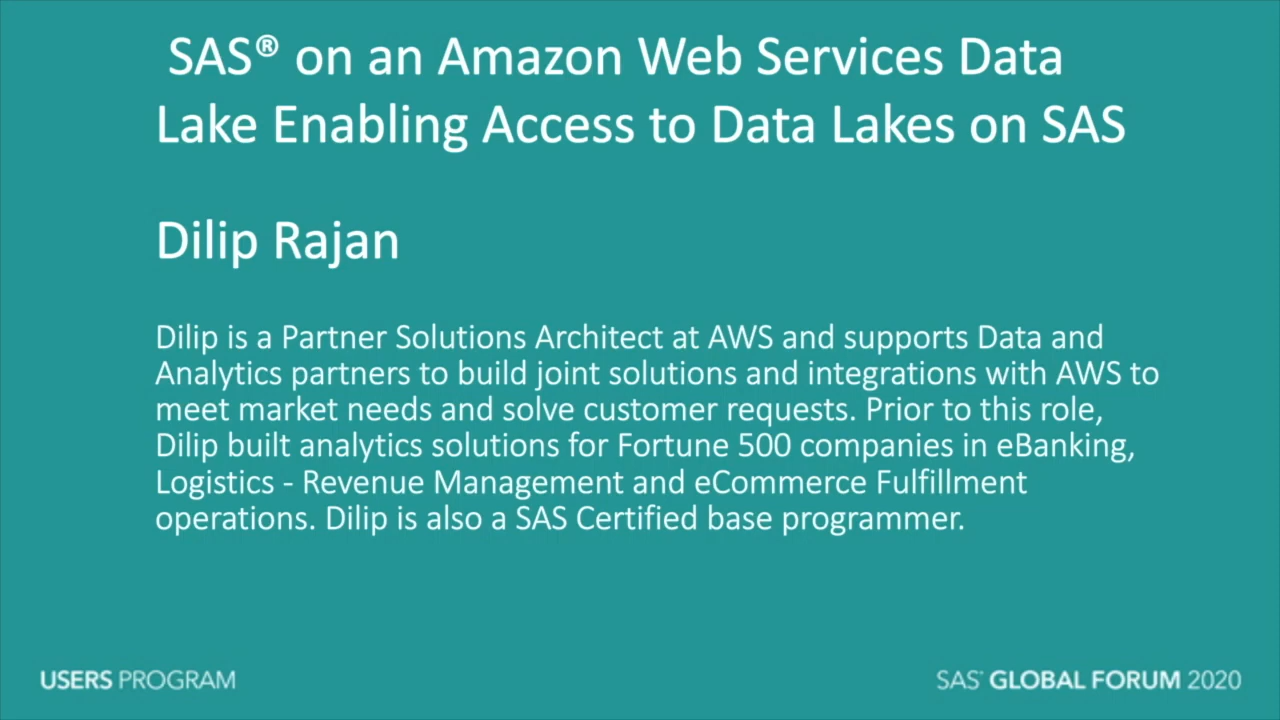 SAS® on an Amazon Web Services Data
Lake Enabling Access to Data Lakes on SAS
Dilip Rajan
Dilip is a Partner Solutions Architect at AWS and supports Data and
Analytics partners to build joint solutions and integrations with AWS to
meet market needs and solve customer requests. Prior to this role,
Dilip built analytics solutions for Fortune 500 companies in eBanking,
Logistics - Revenue Management and eCommerce Fulfillment
operations. Dilip is also a SAS Certified base programmer.
USERS PROGRAM
SAS® GLOBAL FORUM 2020